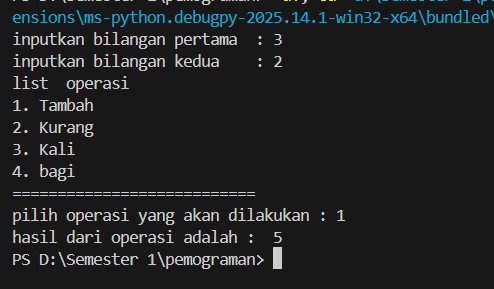 ensions\ms-python.debugpy-2025.14.1-win32-x64\bundled\
inputkan bilangan pertama  : 3
inputkan bilangan kedua    : 2
list  operasi
1. Tambah
2. Kurang
3. Kali
4. bagi
===========================
pilih operasi yang akan dilakukan : 1
hasil dari operasi adalah :  5
PS D:\Semester 1\pemograman>